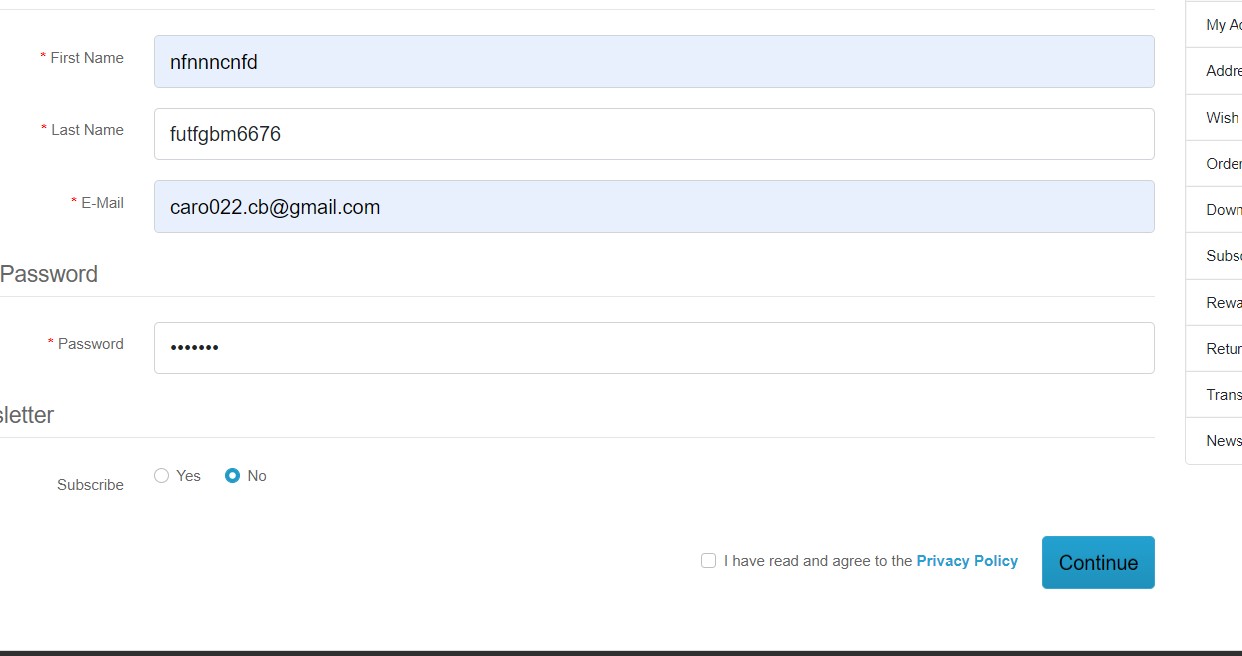 * First Name
nfnnncnfd
* Last Name
futfgbm6676
* E-Mail
caro022.cb@gmail.com
Password
* Password
•••••••
sletter
Subscribe
Yes
No
I have read and agree to the Privacy Policy
Continue
My Ac
Addre
Wish
Order
Down
Subsc
Rewa
Retur
Trans
News